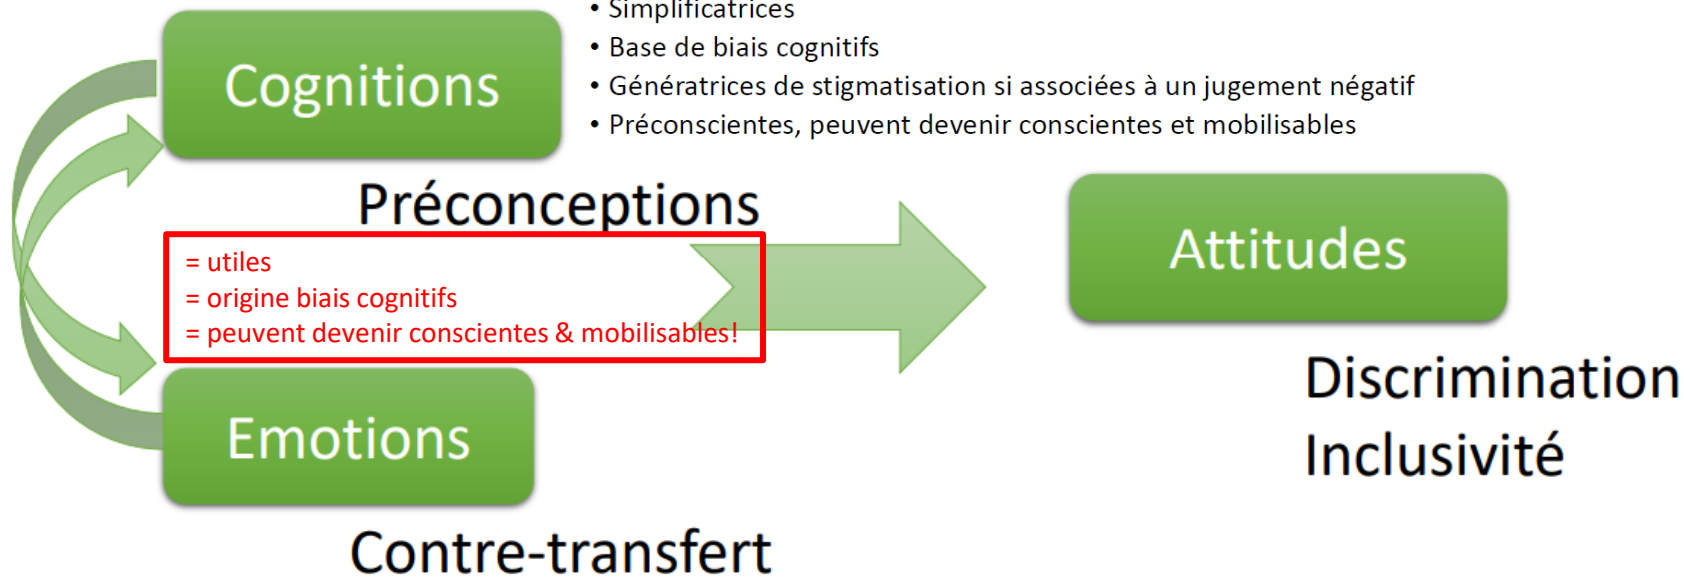 • Simplificatrices
• Base de biais cognitifs
• Génératrices de stigmatisation si associées à un jugement négatif
• Préconscientes, peuvent devenir conscientes et mobilisables
Cognitions
Préconceptions
= utiles
= origine biais cognitifs
= peuvent devenir conscientes & mobilisables!
Attitudes
Discrimination
Inclusivité
Emotions
Contre-transfert